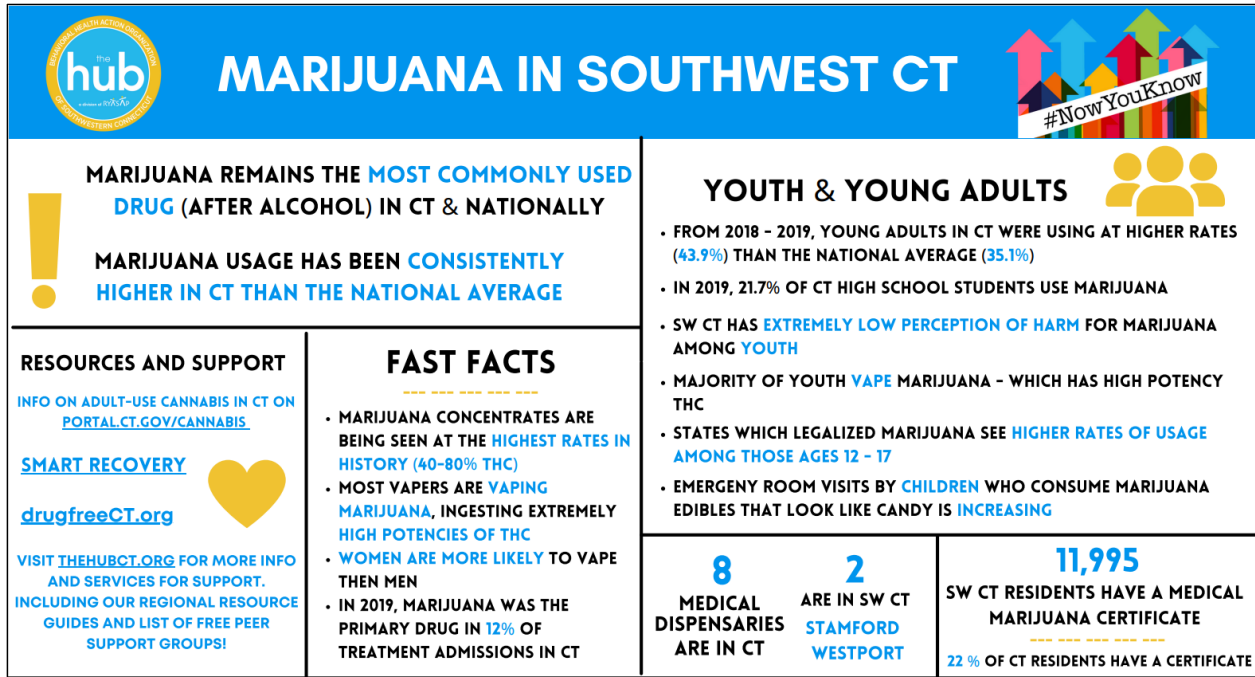 BEHAVIORAL HEALTH ACTION ORGANIZATION
the
hub
a division of RYASAP
OF SOUTHWESTERN CONNECTICUT
MARIJUANA IN SOUTHWEST CT
#NowYouKnow
MARIJUANA REMAINS THE MOST COMMONLY USED
DRUG (AFTER ALCOHOL) IN CT & NATIONALLY
MARIJUANA USAGE HAS BEEN CONSISTENTLY
HIGHER IN CT THAN THE NATIONAL AVERAGE
RESOURCES AND SUPPORT
INFO ON ADULT-USE CANNABIS IN CT ON
PORTAL.CT.GOV/CANNABIS
SMART RECOVERY
drugfreeCT.org
VISIT THEHUBCT.ORG FOR MORE INFO
AND SERVICES FOR SUPPORT.
INCLUDING OUR REGIONAL RESOURCE
GUIDES AND LIST OF FREE PEER
SUPPORT GROUPS!
FAST FACTS
• MARIJUANA CONCENTRATES ARE
BEING SEEN AT THE HIGHEST RATES IN
HISTORY (40-80% THC)
• MOST VAPERS ARE VAPING
MARIJUANA, INGESTING EXTREMELY
HIGH POTENCIES OF THC
• WOMEN ARE MORE LIKELY TO VAPE
THEN MEN
• IN 2019, MARIJUANA WAS THE
PRIMARY DRUG IN 12% OF
TREATMENT ADMISSIONS IN CT
YOUTH & YOUNG ADULTS
• FROM 2018 - 2019, YOUNG ADULTS IN CT WERE USING AT HIGHER RATES
(43.9%) THAN THE NATIONAL AVERAGE (35.1%)
• IN 2019, 21.7% OF CT HIGH SCHOOL STUDENTS USE MARIJUANA
• SW CT HAS EXTREMELY LOW PERCEPTION OF HARM FOR MARIJUANA
AMONG YOUTH
• MAJORITY OF YOUTH VAPE MARIJUANA - WHICH HAS HIGH POTENCY
THC
• STATES WHICH LEGALIZED MARIJUANA SEE HIGHER RATES OF USAGE
AMONG THOSE AGES 12 - 17
• EMERGENY ROOM VISITS BY CHILDREN WHO CONSUME MARIJUANA
EDIBLES THAT LOOK LIKE CANDY IS INCREASING
8
MEDICAL
DISPENSARIES
ARE IN CT
2
ARE IN SW CT
STAMFORD
WESTPORT
11,995
SW CT RESIDENTS HAVE A MEDICAL
MARIJUANA CERTIFICATE
22 % OF CT RESIDENTS HAVE A CERTIFICATE